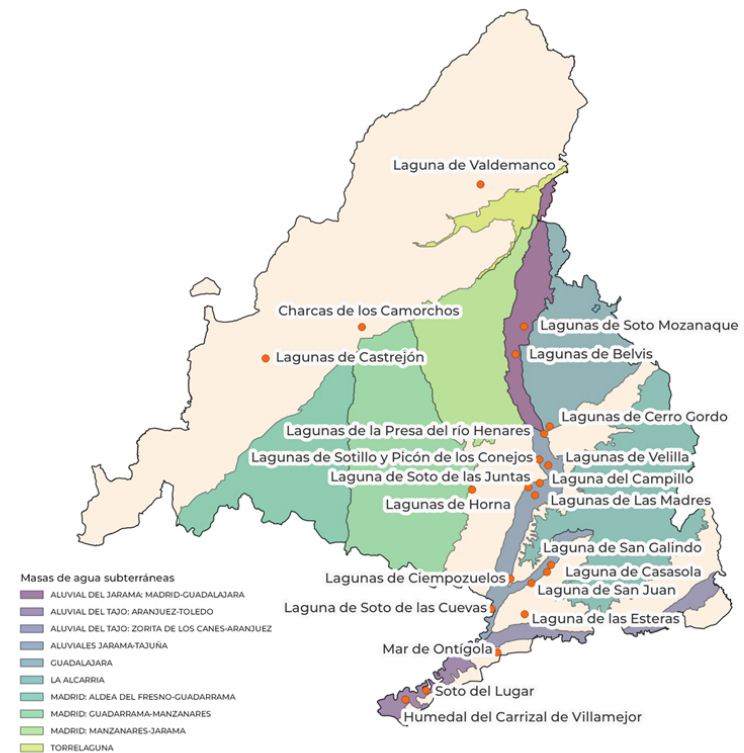 Laguna de Valdemanco
Charcas de los Camorchos
Lagunas de Soto Mozanaque
Lagunas de Castrejón
Lagunas de Belvis
Lagunas de Cerro Gordo
Lagunas de la Presa del río Henares
Lagunas de Sotillo y Picón de los Conejos
Lagunas de Velilla
Laguna de Soto de las Juntas
Laguna del Campillo
Lagunas de Horna
Lagunas de Las Madres
Laguna de San Galindo
Lagunas de Ciempozuelos
Laguna de Casasola
Laguna de San Juan
Laguna de Soto de las Cuevas
Laguna de las Esteras
Mar de Ontígola
Soto del Lugar
Humedal del Carrizal de Villamejor
Masas de agua subterráneas
ALUVIAL DEL JARAMA: MADRID-GUADALAJARA
ALUVIAL DEL TAJO: ARANJUEZ-TOLEDO
ALUVIAL DEL TAJO: ZORITA DE LOS CANES-ARANJUEZ
ALUVIALES JARAMA-TAJUÑA
GUADALAJARA
LA ALCARRIA
MADRID: ALDEA DEL FRESNO-GUADARRAMA
MADRID: GUADARRAMA-MANZANARES
MADRID: MANZANARES-JARAMA
TORRELAGUNA